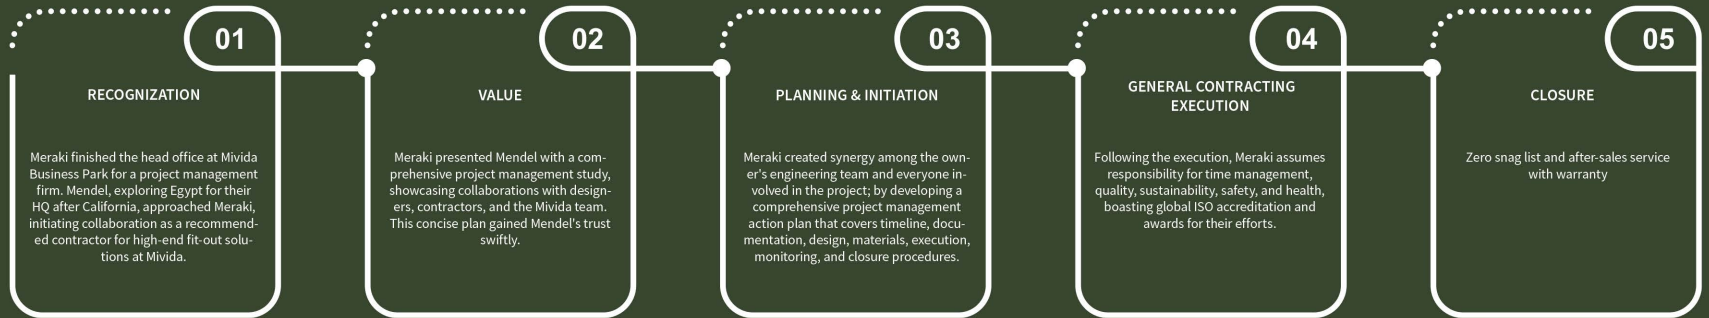 01
RECOGNIZATION
Meraki finished the head office at Mivida
Business Park for a project management
firm. Mendel, exploring Egypt for their
HQ after California, approached Meraki,
initiating collaboration as a recommend-
ed contractor for high-end fit-out solu-
tions at Mivida.
02
VALUE
Meraki presented Mendel with a com-
prehensive project management study,
showcasing collaborations with design-
ers, contractors, and the Mivida team.
This concise plan gained Mendel's trust
swiftly.
03
PLANNING & INITIATION
Meraki created synergy among the own-
er's engineering team and everyone in-
volved in the project; by developing a
comprehensive project management
action plan that covers timeline, docu-
mentation, design, materials, execution,
monitoring, and closure procedures.
04
GENERAL CONTRACTING
EXECUTION
Following the execution, Meraki assumes
responsibility for time management,
quality, sustainability, safety, and health,
boasting global ISO accreditation and
awards for their efforts.
05
CLOSURE
Zero snag list and after-sales service
with warranty